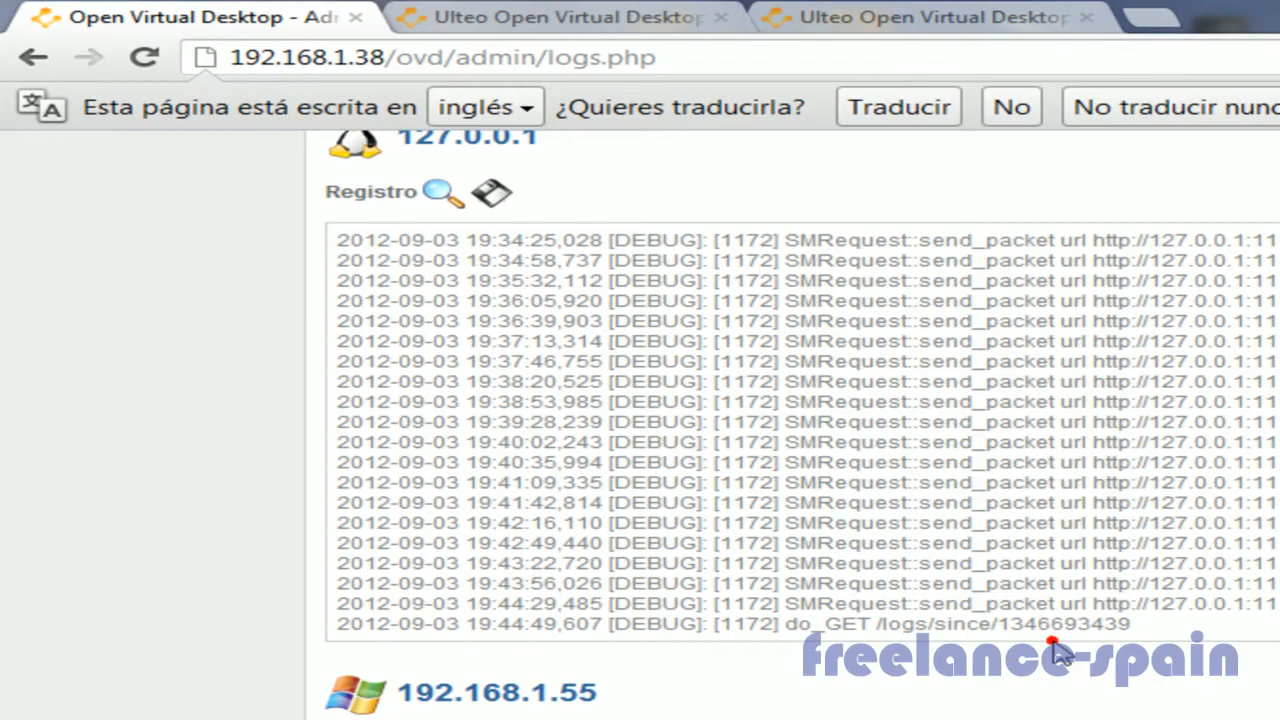 Open Virtual Desktop - Adr
Ulteo Open Virtual Desktop
Ulteo Open Virtual Desktop
192.168.1.38/ovd/admin/logs.php
Esta página está escrita en inglés ¿Quieres traducirla? Traducir No No traducir nunc
127.0.0.1
Registro
2012-09-03 19:34:25,028 [DEBUG]: [1172] SMRequest::send_packet url http://127.0.0.1:11
2012-09-03 19:34:58,737 [DEBUG]: [1172] SMRequest::send_packet url http://127.0.0.1:11
2012-09-03 19:35:32,112 [DEBUG]: [1172] SMRequest::send_packet url http://127.0.0.1:11
2012-09-03 19:36:05,920 [DEBUG]: [1172] SMRequest::send_packet url http://127.0.0.1:11
2012-09-03 19:36:39,903 [DEBUG]: [1172] SMRequest::send_packet url http://127.0.0.1:11
2012-09-03 19:37:13,314 [DEBUG]: [1172] SMRequest::send_packet url http://127.0.0.1:11
2012-09-03 19:37:46,755 [DEBUG]: [1172] SMRequest::send_packet url http://127.0.0.1:11
2012-09-03 19:38:20,525 [DEBUG]: [1172] SMRequest::send_packet url http://127.0.0.1:11
2012-09-03 19:38:53,985 [DEBUG]: [1172] SMRequest::send_packet url http://127.0.0.1:11
2012-09-03 19:39:28,239 [DEBUG]: [1172] SMRequest::send_packet url http://127.0.0.1:11
2012-09-03 19:40:02,243 [DEBUG]: [1172] SMRequest::send_packet url http://127.0.0.1:11
2012-09-03 19:40:35,994 [DEBUG]: [1172] SMRequest::send_packet url http://127.0.0.1:11
2012-09-03 19:41:09,335 [DEBUG]: [1172] SMRequest::send_packet url http://127.0.0.1:11
2012-09-03 19:41:42,814 [DEBUG]: [1172] SMRequest::send_packet url http://127.0.0.1:11
2012-09-03 19:42:16,110 [DEBUG]: [1172] SMRequest::send_packet url http://127.0.0.1:11
2012-09-03 19:42:49,440 [DEBUG]: [1172] SMRequest::send_packet url http://127.0.0.1:11
2012-09-03 19:43:22,720 [DEBUG]: [1172] SMRequest::send_packet url http://127.0.0.1:11
2012-09-03 19:43:56,026 [DEBUG]: [1172] SMRequest::send_packet url http://127.0.0.1:11
2012-09-03 19:44:29,485 [DEBUG]: [1172] SMRequest::send_packet url http://127.0.0.1:11
2012-09-03 19:44:49,607 [DEBUG]: [1172] do_GET /logs/since/1346693439
freelance-spain
192.168.1.55